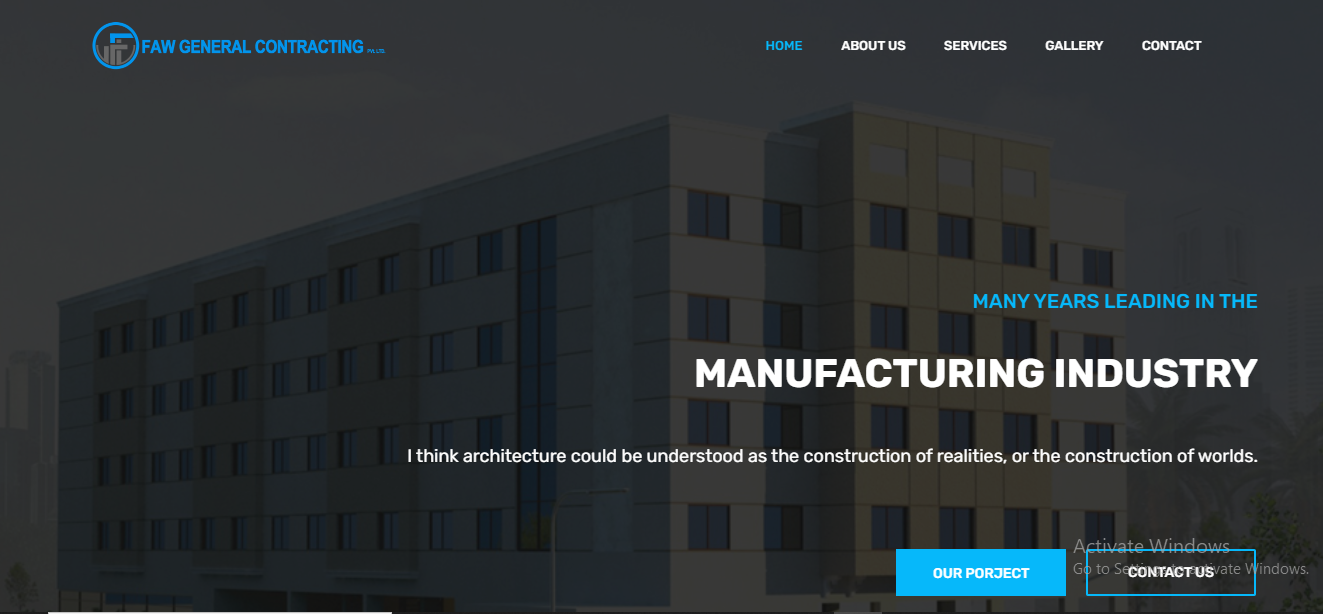 FAW GENERAL CONTRACTING PVt. LTD.
HOME ABOUT US SERVICES GALLERY CONTACT
MANY YEARS LEADING IN THE
MANUFACTURING INDUSTRY
I think architecture could be understood as the construction of realities, or the construction of worlds.
Activate Windows
Go to Settings to activate Windows.
OUR PORJECT CONTACT US